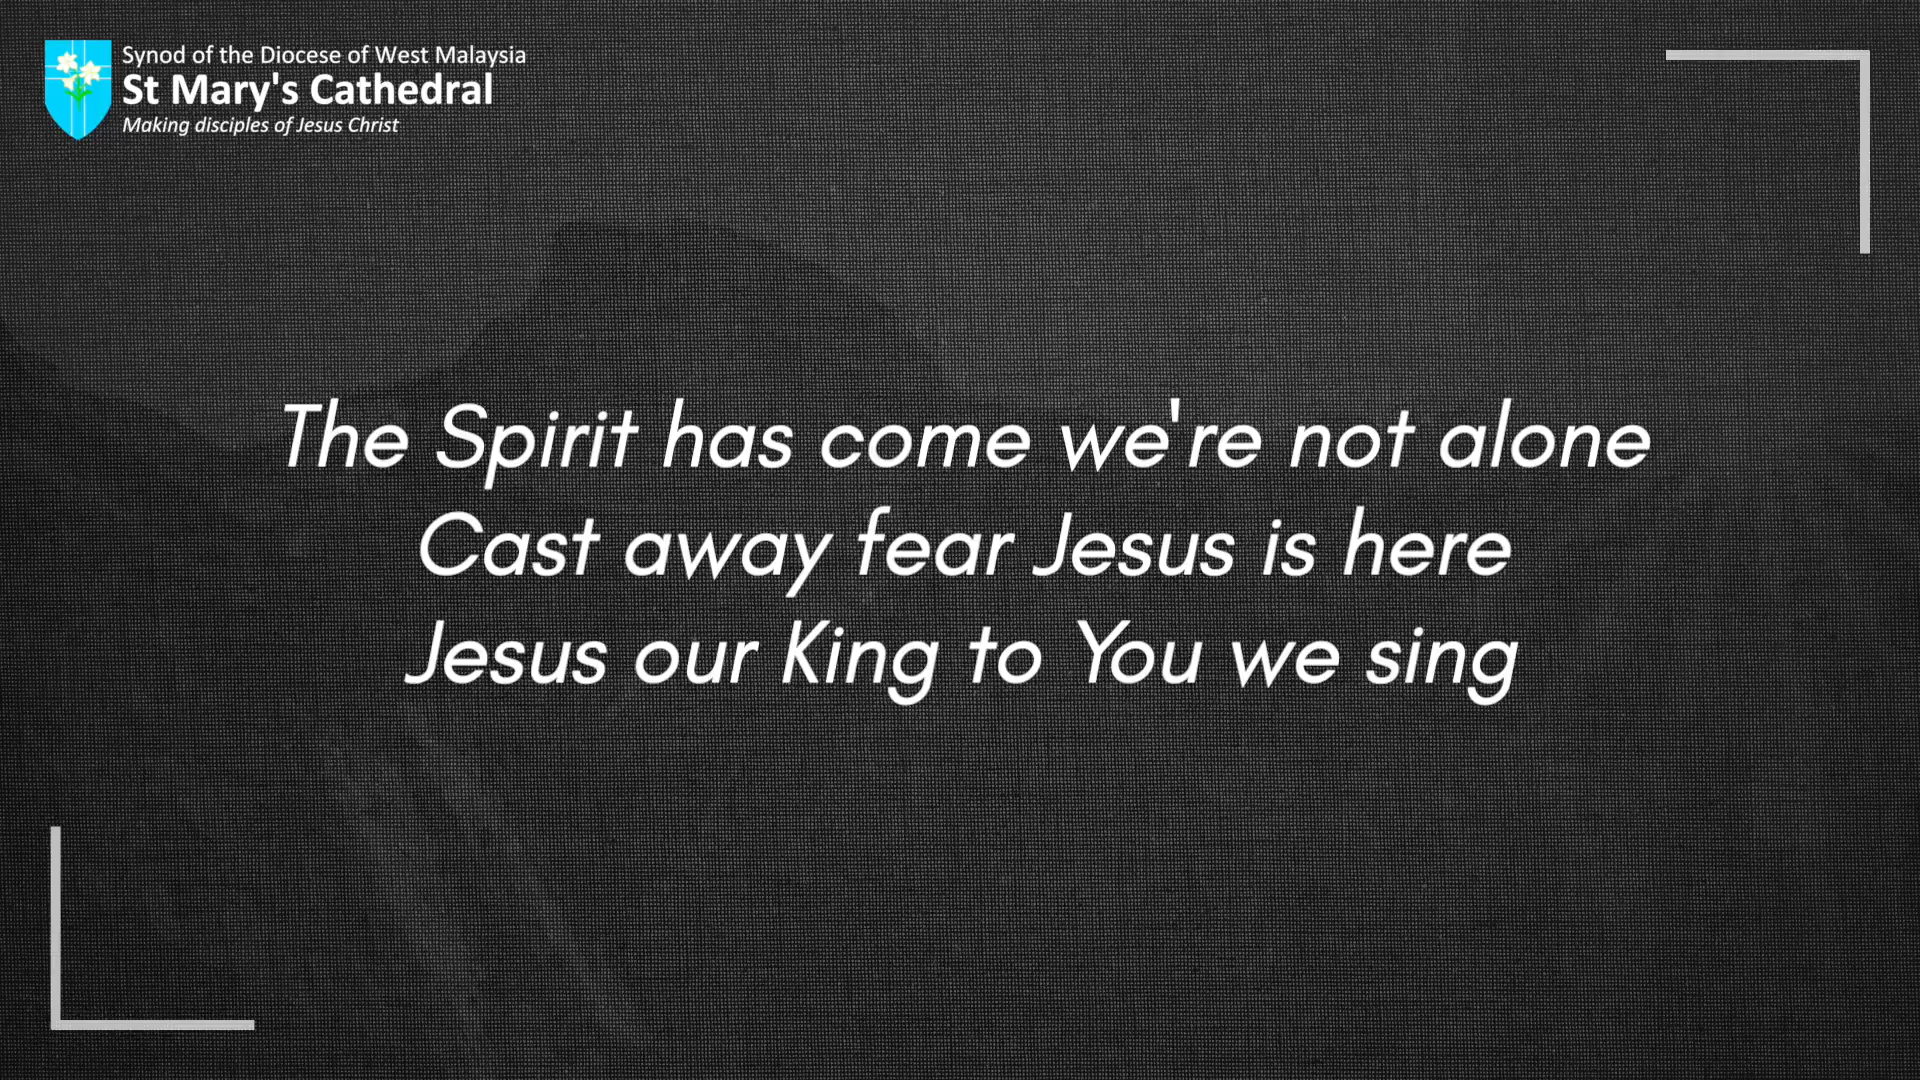 Synod of the Diocese of West Malaysia
St Mary's Cathedral
Making disciples of Jesus Christ
The Spirit has come we're not alone
Cast away fear Jesus is here
Jesus our King to You we sing